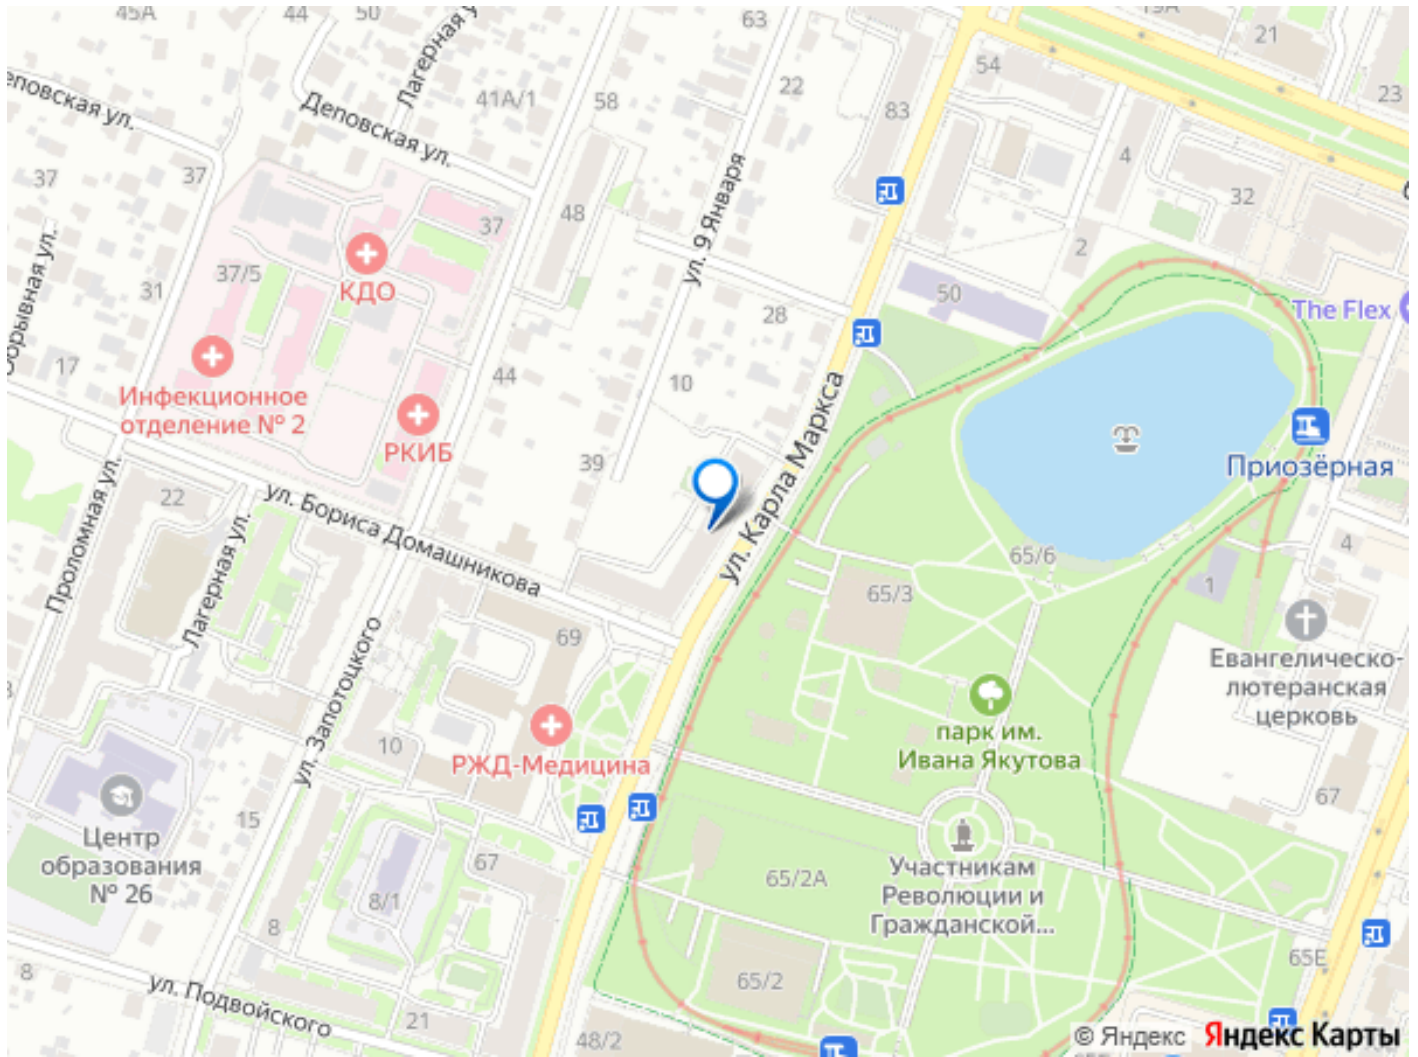 45А
44
50
63
19А
21
Лагерная у
54
22
23
41А/1
58
83
еповская ул.
Деповская ул.
4
37
37
32
ул. 9 Января
48
37
2
37/5
КДО
31
50
The Flex
28
17
44
10
Инфекционное
отделение № 2
РКИБ
ул. Карла Маркса
39
Приозёрная
22
ул. Бориса Домашникова
Проломная ул.
Лагерная ул.
65/6
4
65/3
1
69
Евангелическо-
лютеранская
церковь
ул. Запотоцкого
парк им.
Ивана Якутова
10
РЖД-Медицина
67
15
Центр
образования
№ 26
67
65/2А
Участникам
Революции и
Гражданской...
8/1
8
65Е
8
65/2
ул. Подвойского
21
48/2
© Яндекс
Яндекс Карты